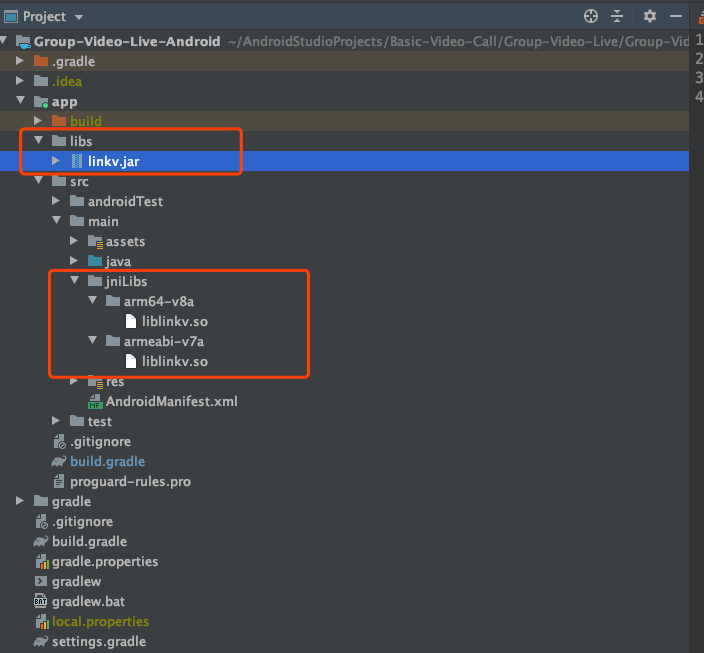 Project
Group-Video-Live-Android ~/AndroidStudioProjects/Basic-Video-Call/Group-Video-Live/Group-Vid
.gradle
.idea
app
build
libs
linkv.jar
src
androidTest
main
assets
java
jniLibs
arm64-v8a
liblinkv.so
armeabi-v7a
liblinkv.so
res
AndroidManifest.xml
test
.gitignore
build.gradle
proguard-rules.pro
gradle
.gitignore
build.gradle
gradle.properties
gradlew
gradlew.bat
local.properties
settings.gradle
1
2
3
4